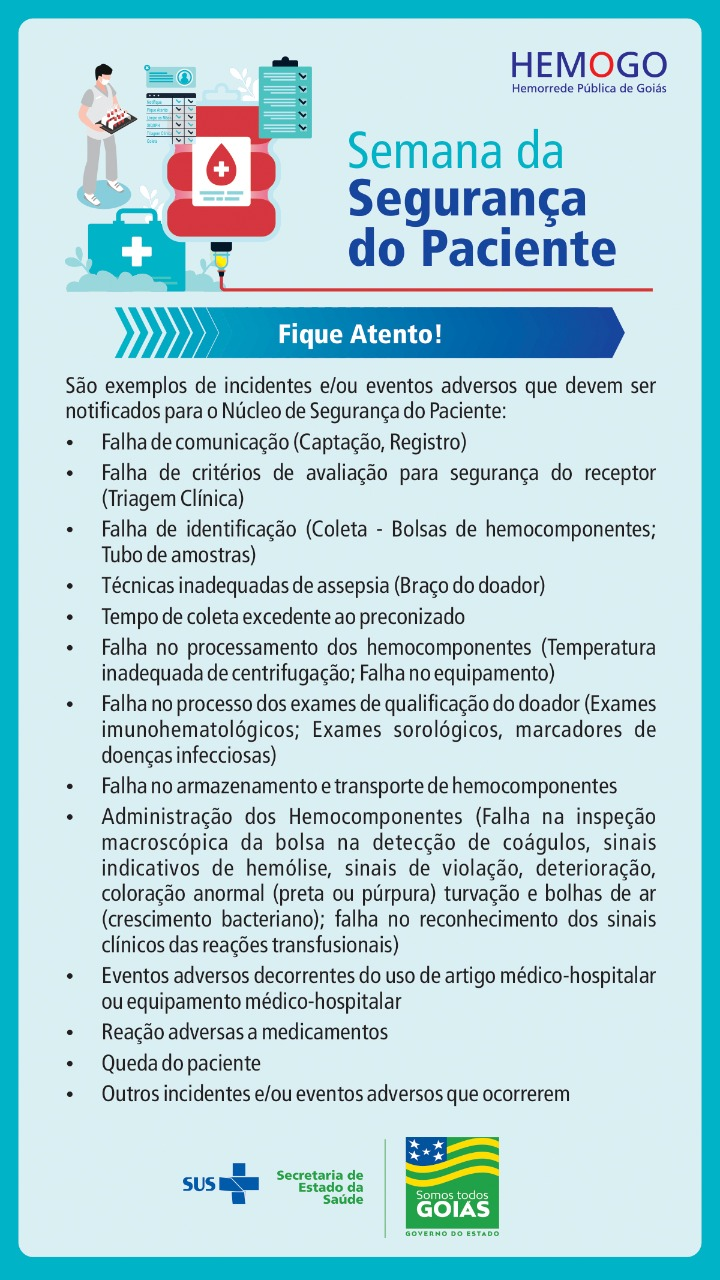 HEMOGO
Hemorrede Pública de Goiás
Semana da
Segurança
do Paciente
Fique Atento!
São exemplos de incidentes e/ou eventos adversos que devem ser
notificados para o Núcleo de Segurança do Paciente:
• Falha de comunicação (Captação, Registro)
• Falha de critérios de avaliação para segurança do receptor
(Triagem Clínica)
• Falha de identificação (Coleta - Bolsas de hemocomponentes;
Tubo de amostras)
• Técnicas inadequadas de assepsia (Braço do doador)
• Tempo de coleta excedente ao preconizado
• Falha no processamento dos hemocomponentes (Temperatura
inadequada de centrifugação; Falha no equipamento)
• Falha no processo dos exames de qualificação do doador (Exames
imunohematológicos; Exames sorológicos, marcadores de
doenças infecciosas)
• Falha no armazenamento e transporte de hemocomponentes
• Administração dos Hemocomponentes (Falha na inspeção
macroscópica da bolsa na detecção de coágulos, sinais
indicativos de hemólise, sinais de violação, deterioração,
coloração anormal (preta ou púrpura) turvação e bolhas de ar
(crescimento bacteriano); falha no reconhecimento dos sinais
clínicos das reações transfusionais)
• Eventos adversos decorrentes do uso de artigo médico-hospitalar
ou equipamento médico-hospitalar
• Reação adversas a medicamentos
• Queda do paciente
• Outros incidentes e/ou eventos adversos que ocorrerem
SUS
Secretaria de
Estado da
Saúde
Somos todos
GOIÁS
GOVERNO DO ESTADO